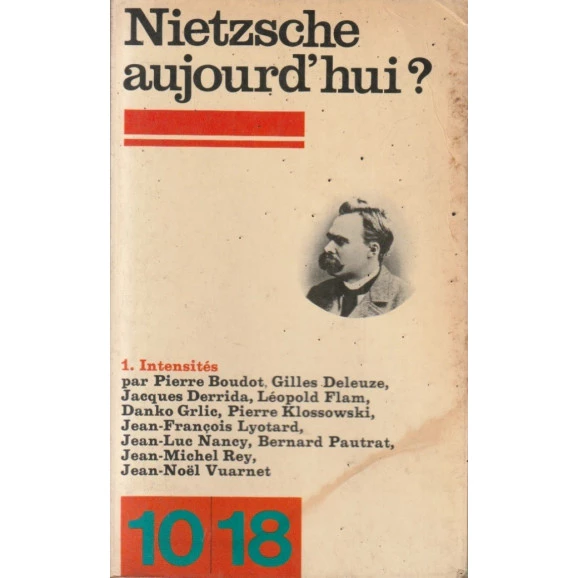 Nietzsche
aujourd'hui?
1. Intensités
par Pierre Boudot, Gilles Deleuze,
Jacques Derrida, Léopold Flam,
Danko Grlic, Pierre Klossowski,
Jean-François Lyotard,
Jean-Luc Nancy, Bernard Pautrat,
Jean-Michel Rey,
Jean-Noël Vuarnet
10 18